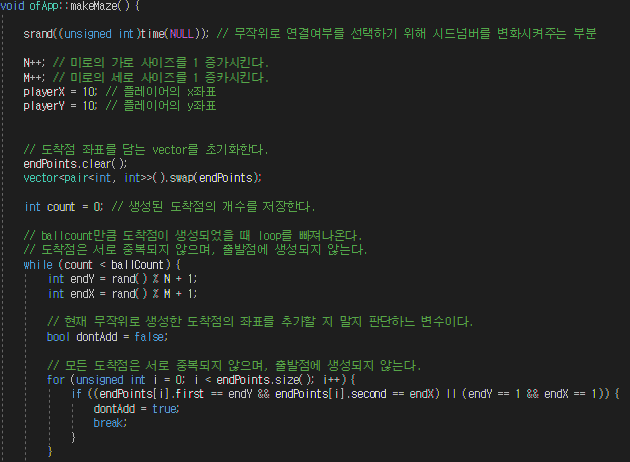 void ofApp::makeMaze() {
srand((unsigned int)time(NULL)); // 무작위로 연결여부를 선택하기 위해 시드넘버를 변화시켜주는 부분
N++; // 미로의 가로 사이즈를 1 증가시킨다.
M++; // 미로의 세로 사이즈를 1 증가시킨다.
playerX = 10; // 플레이어의 x좌표
playerY = 10; // 플레이어의 y좌표
// 도착점 좌표를 담는 vector를 초기화한다.
endPoints.clear();
vector<pair<int, int>>().swap(endPoints);
int count = 0; // 생성된 도착점의 개수를 저장한다.
// ballcount만큼 도착점이 생성되었을 때 loop를 빠져나온다.
// 도착점은 서로 중복되지 않으며, 출발점에 생성되지 않는다.
while (count < ballCount) {
int endY = rand() % N + 1;
int endX = rand() % M + 1;
// 현재 무작위로 생성한 도착점의 좌표를 추가할 지 말지 판단하느 변수이다.
bool dontAdd = false;
// 모든 도착점은 서로 중복되지 않으며, 출발점에 생성되지 않는다.
for (unsigned int i = 0; i < endPoints.size(); i++) {
if ((endPoints[i].first == endY && endPoints[i].second == endX) || (endY == 1 && endX == 1)) {
dontAdd = true;
break;
}
}